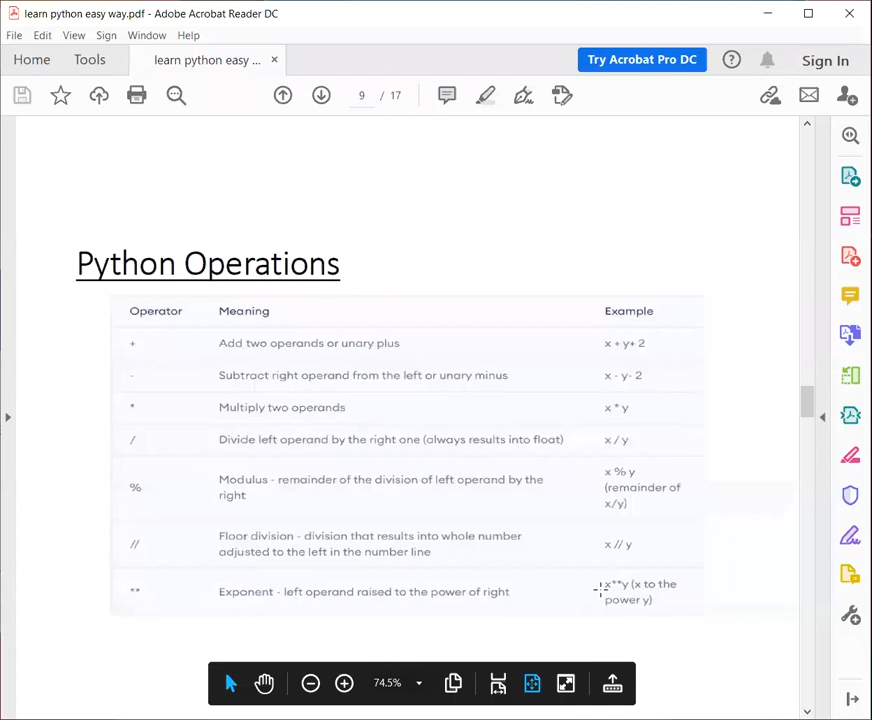 learn python easy way.pdf - Adobe Acrobat Reader DC
File Edit View Sign Window Help
Home Tools learn python easy ... × Try Acrobat Pro DC Sign In
9 / 17
Python Operations
Operator Meaning Example
+ Add two operands or unary plus x + y+ 2
- Subtract right operand from the left or unary minus x - y- 2
* Multiply two operands x * y
/ Divide left operand by the right one (always results into float) x / y
% Modulus - remainder of the division of left operand by the
right
x % y
(remainder of
x/y)
// Floor division - division that results into whole number
adjusted to the left in the number line
x // y
** Exponent - left operand raised to the power of right
x**y (x to the
power y)
74.5%